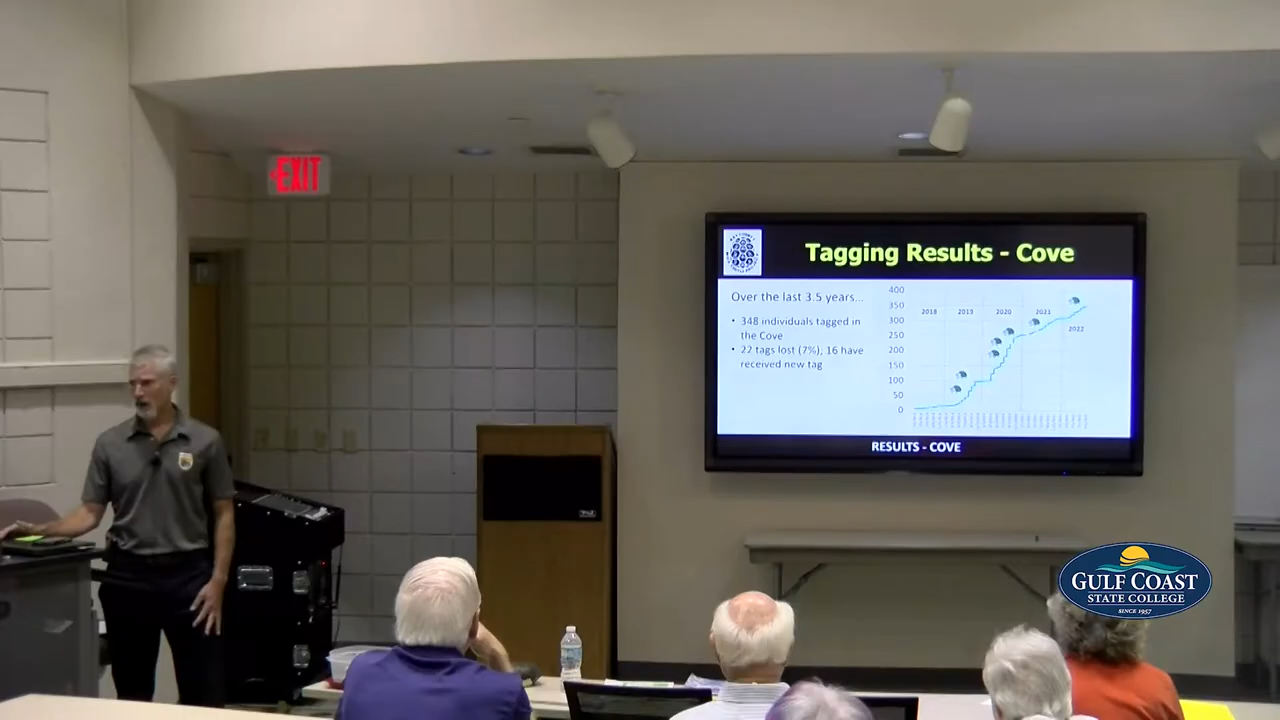 EXIT
Tagging Results - Cove
Over the last 3.5 years...
• 348 individuals tagged in
the Cove
• 22 tags lost (7%), 16 have
received new tag
400
350
300
250
200
150
100
50
0
2018
2019
2020
2021
2022
RESULTS - COVE
GULF COAST
STATE COLLEGE
SINCE 1957